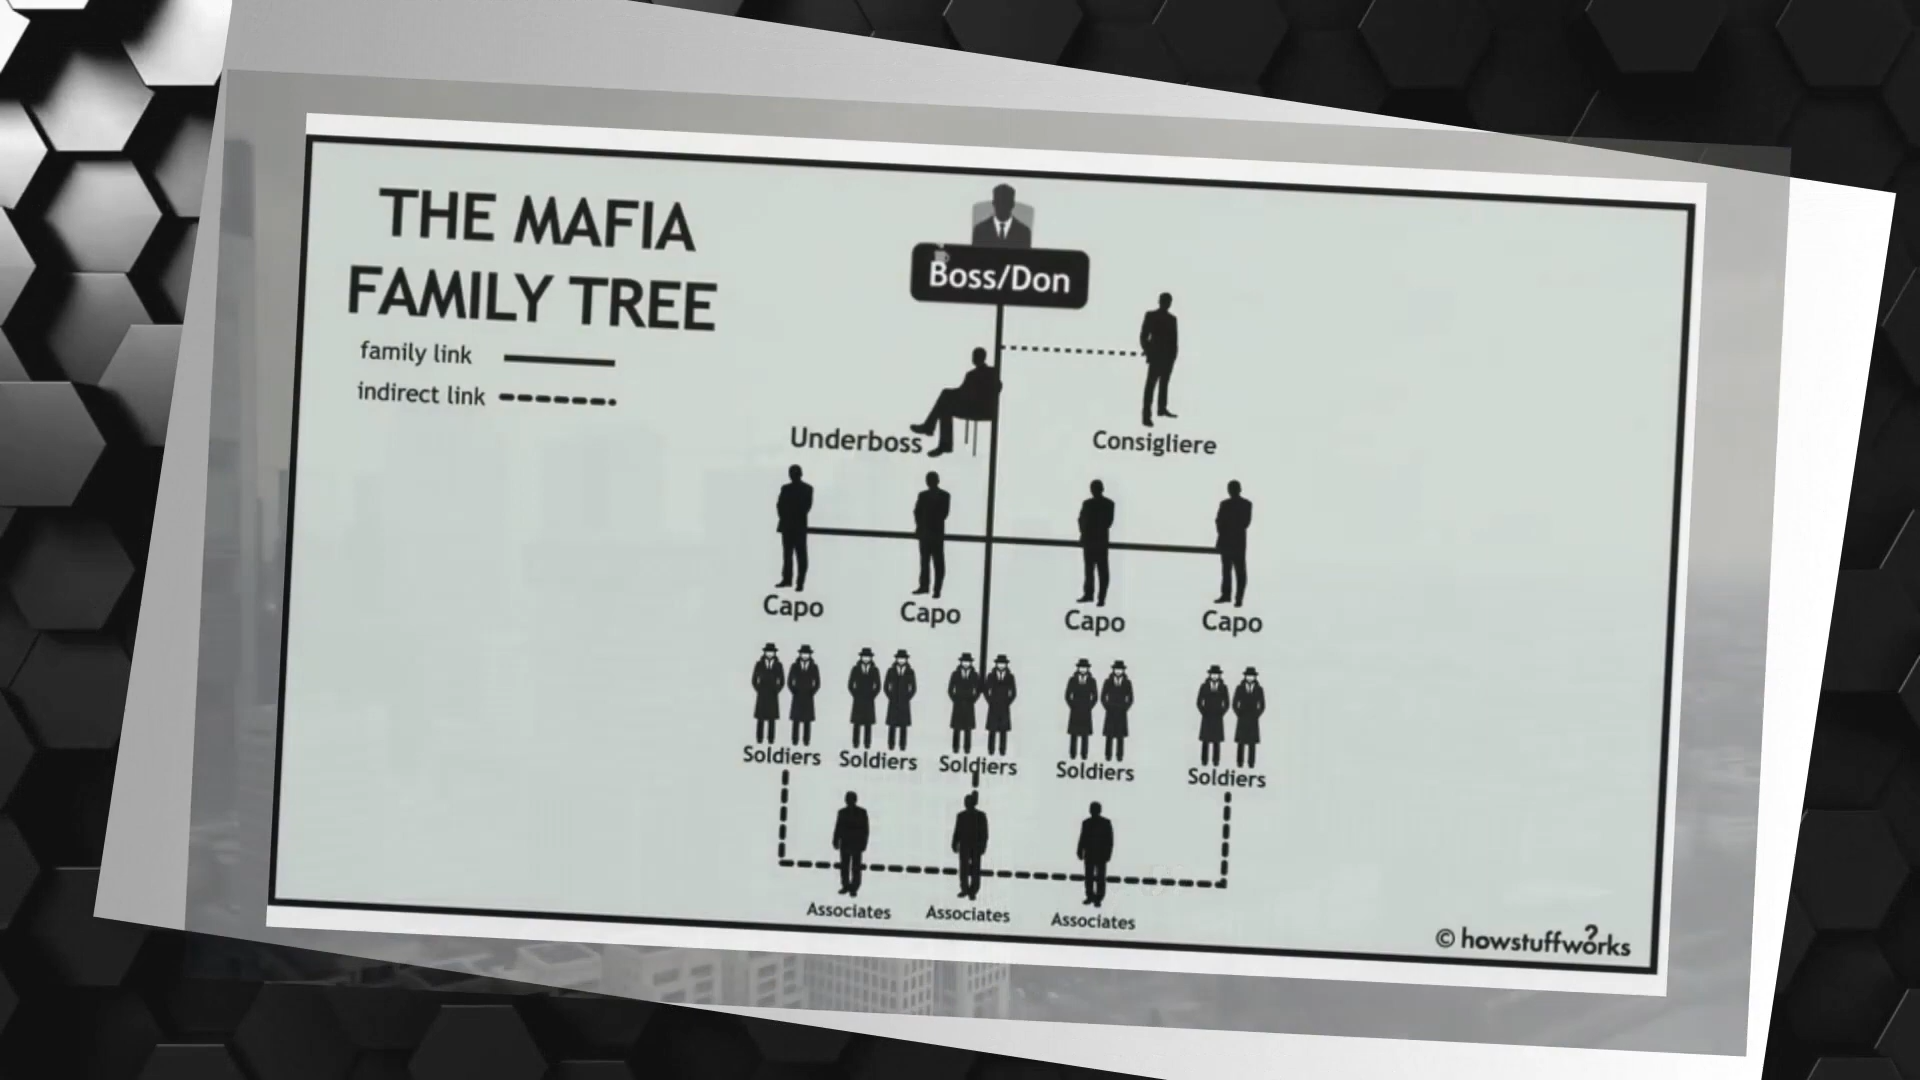 THE MAFIA
FAMILY TREE
family link
indirect link
Boss/Don
Underboss
Consigliere
Capo Capo Capo Capo
Soldiers Soldiers Soldiers Soldiers Soldiers
Associates Associates Associates
© howstuffworks